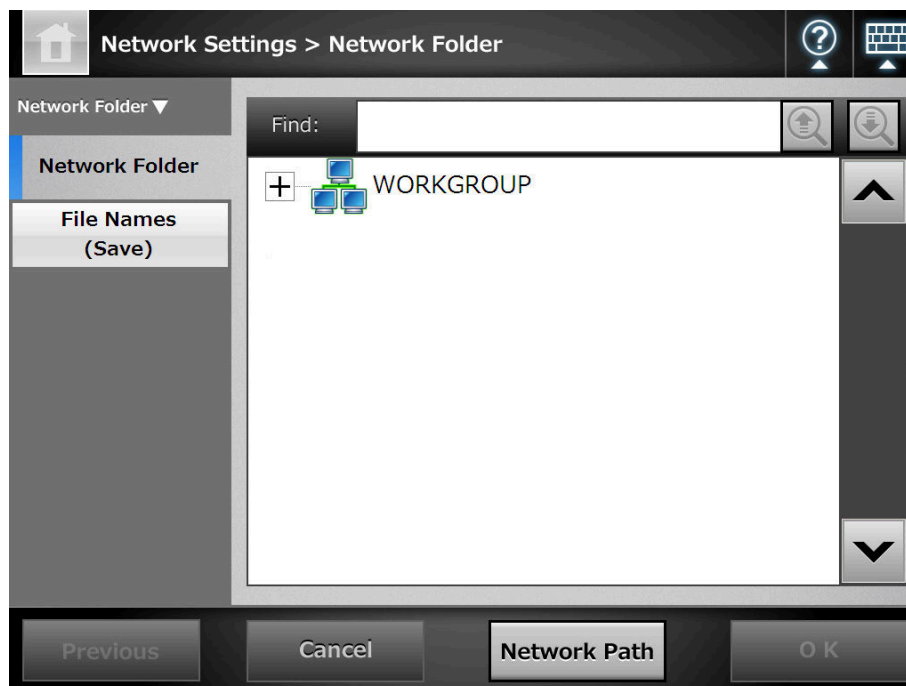 Network Settings > Network Folder
?
Network Folder ▼
Network Folder
File Names
(Save)
Find:
WORKGROUP
Previous
Cancel
Network Path
OK